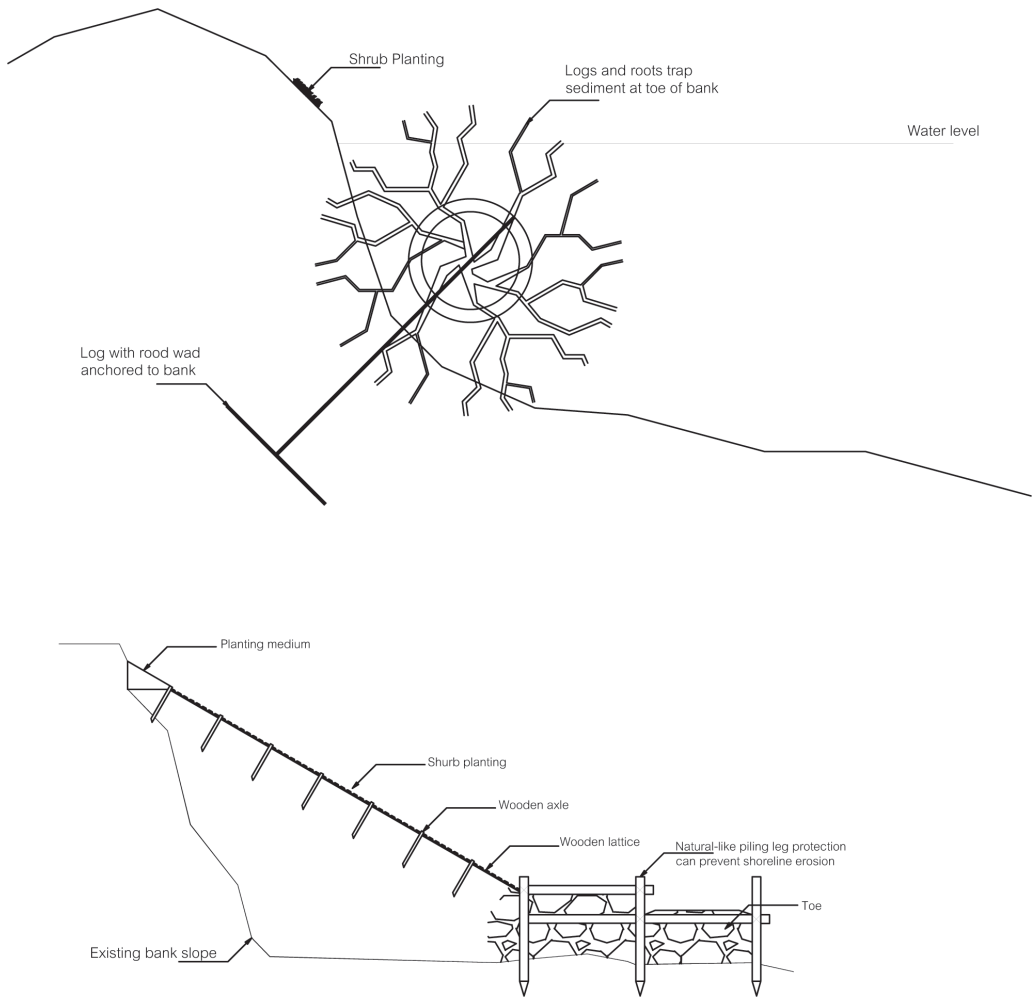 Shrub Planting
Logs and roots trap
sediment at toe of bank
Water level
Log with rood wad
anchored to bank
Planting medium
Shurb planting
Wooden axle
Wooden lattice
Natural-like piling leg protection
can prevent shoreline erosion
Toe
Existing bank slope